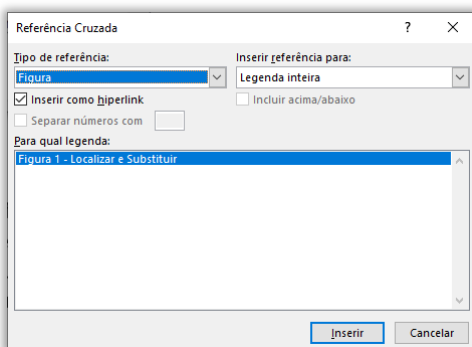 Referência Cruzada ? ×
Tipo de referência: Inserir referência para:
Figura Legenda inteira
Inserir como hiperlink Incluir acima/abaixo
Separar números com
Para qual legenda:
Figura 1 - Localizar e Substituir
Inserir Cancelar